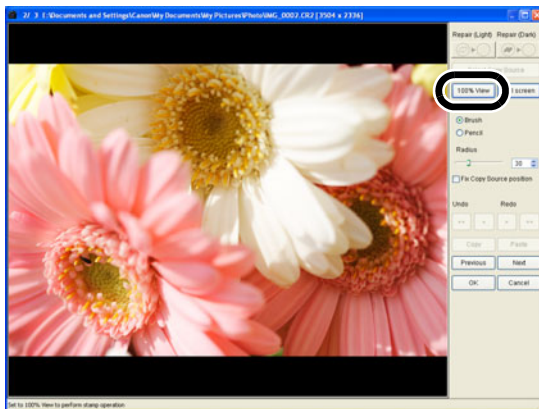 2/ 3 E:\Documents and Settings\Canon\My Documents\My Pictures\Photo\IMG_0002.CR2 [3504 x 2336]
Repair (Light) Repair (Dark)
Source
100% View screen
Brush
Pencil
Radius
30
Fix Copy Source position
Undo Redo
Copy Paste
Previous Next
OK Cancel
Set to 100% View to perform stamp operation